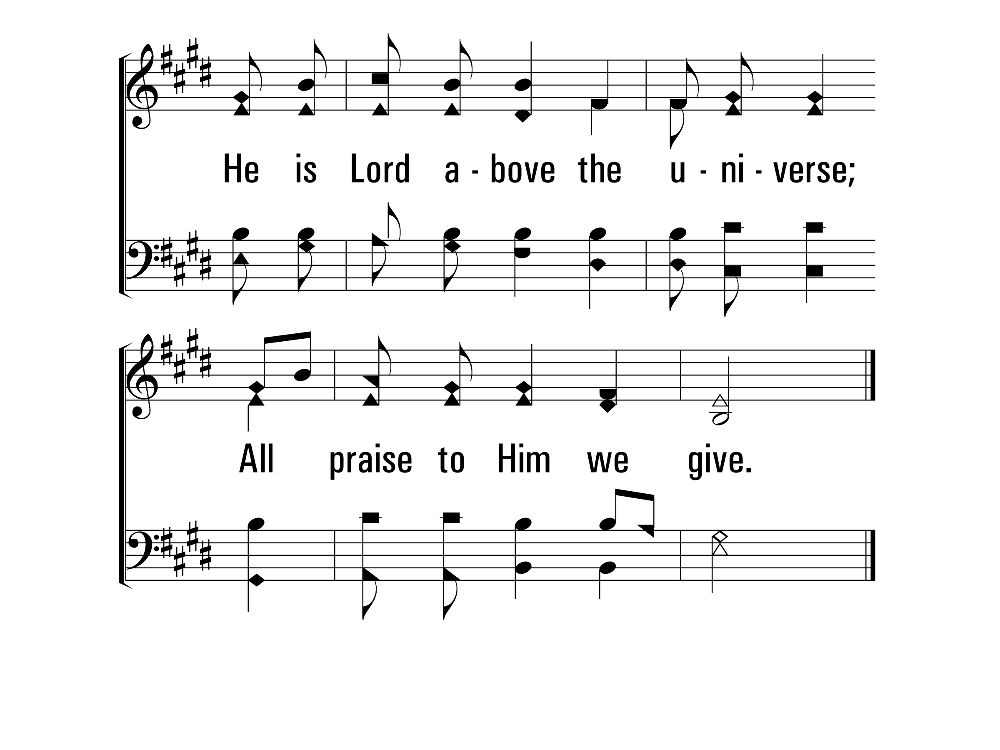 He is Lord a - bove the u - ni - verse;
All praise to Him we give.